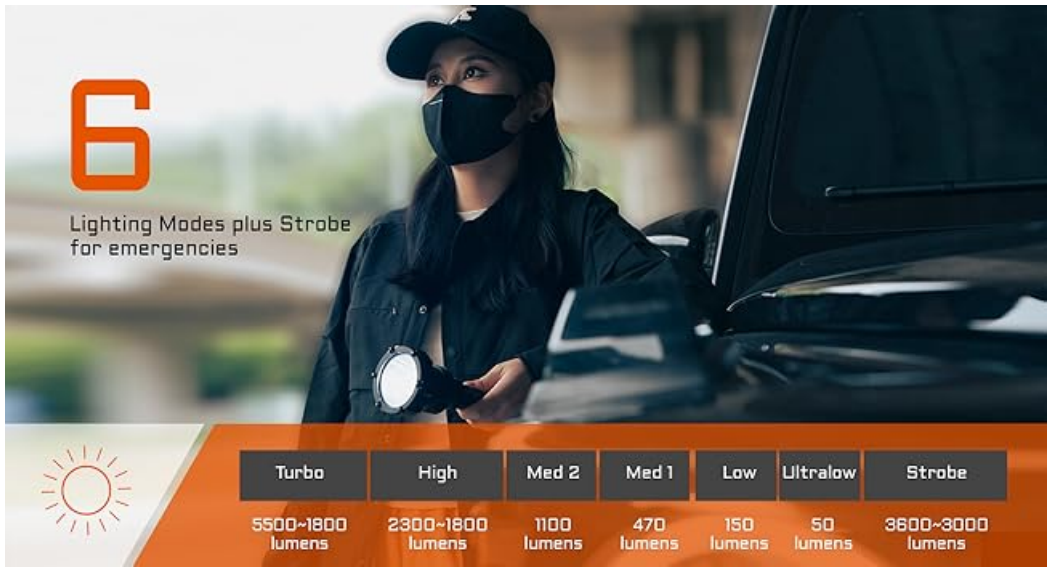 6
Lighting Modes plus Strobe
for emergencies
Turbo High Med 2 Med 1 Low Ultralow Strobe
5500~1800 2300~1800 1100 470 150 50 3600~3000
lumens lumens lumens lumens lumens lumens lumens